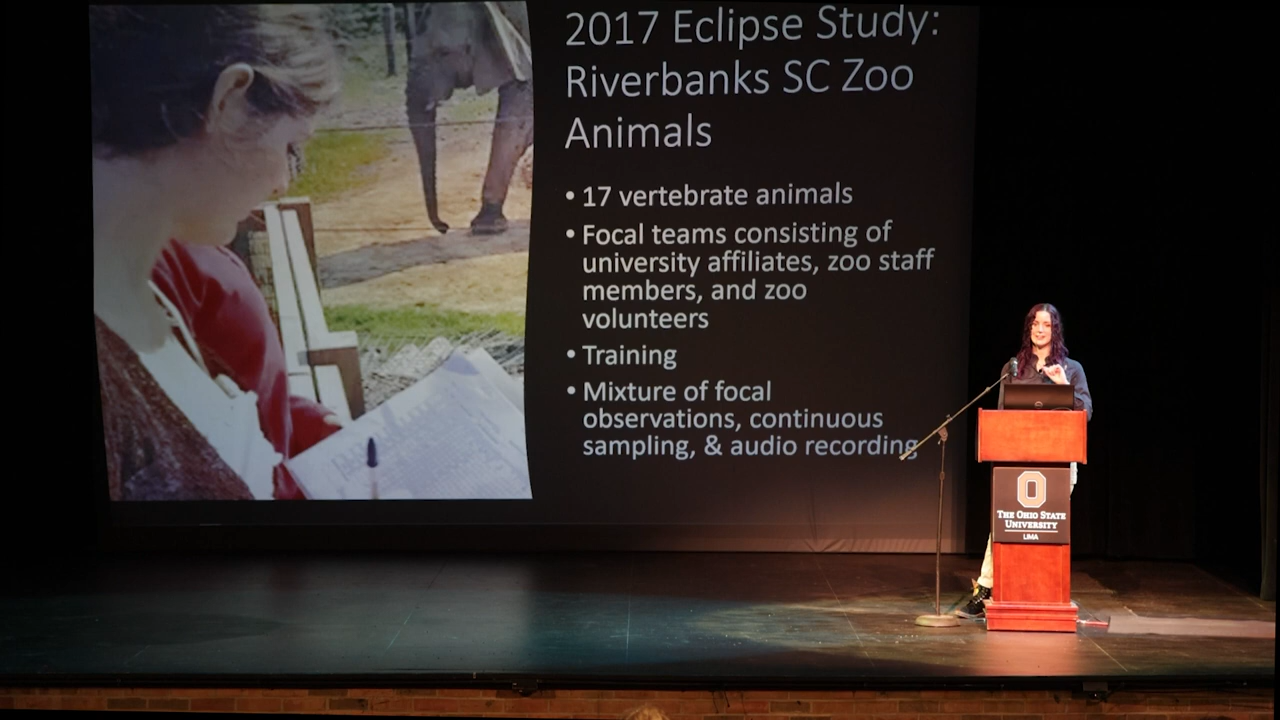 2017 Eclipse Study:
Riverbanks SC Zoo
Animals
• 17 vertebrate animals
• Focal teams consisting of
university affiliates, zoo staff
members, and zoo
volunteers
• Training
• Mixture of focal
observations, continuous
sampling, & audio recording
THE OHIO STATE
UNIVERSITY
LIMA